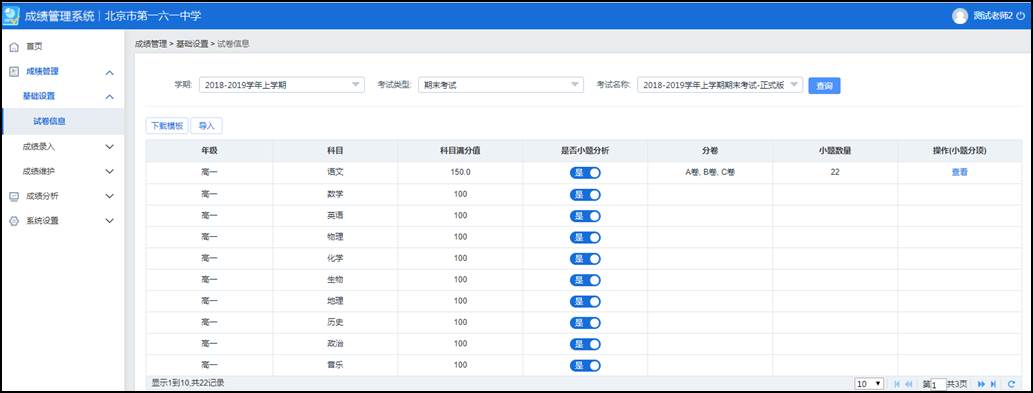 成绩管理系统 | 北京市第一六一中学
测试老师2
首页
成绩管理
基础设置
试卷信息
成绩录入
成绩维护
成绩分析
系统设置
成绩管理 > 基础设置 > 试卷信息
学期: 2018-2019学年上学期 考试类型: 期末考试 考试名称: 2018-2019学年上学期期末考试-正式版 查询
下载模板 导入
年级 科目 科目满分值 是否小题分析 分卷 小题数量 操作(小题分项)
高一 语文 150.0 是 A卷, B卷, C卷 22 查看
高一 数学 100 是
高一 英语 100 是
高一 物理 100 是
高一 化学 100 是
高一 生物 100 是
高一 地理 100 是
高一 历史 100 是
高一 政治 100 是
高一 音乐 100 是
显示1到10,共22记录 10 第1 共3页